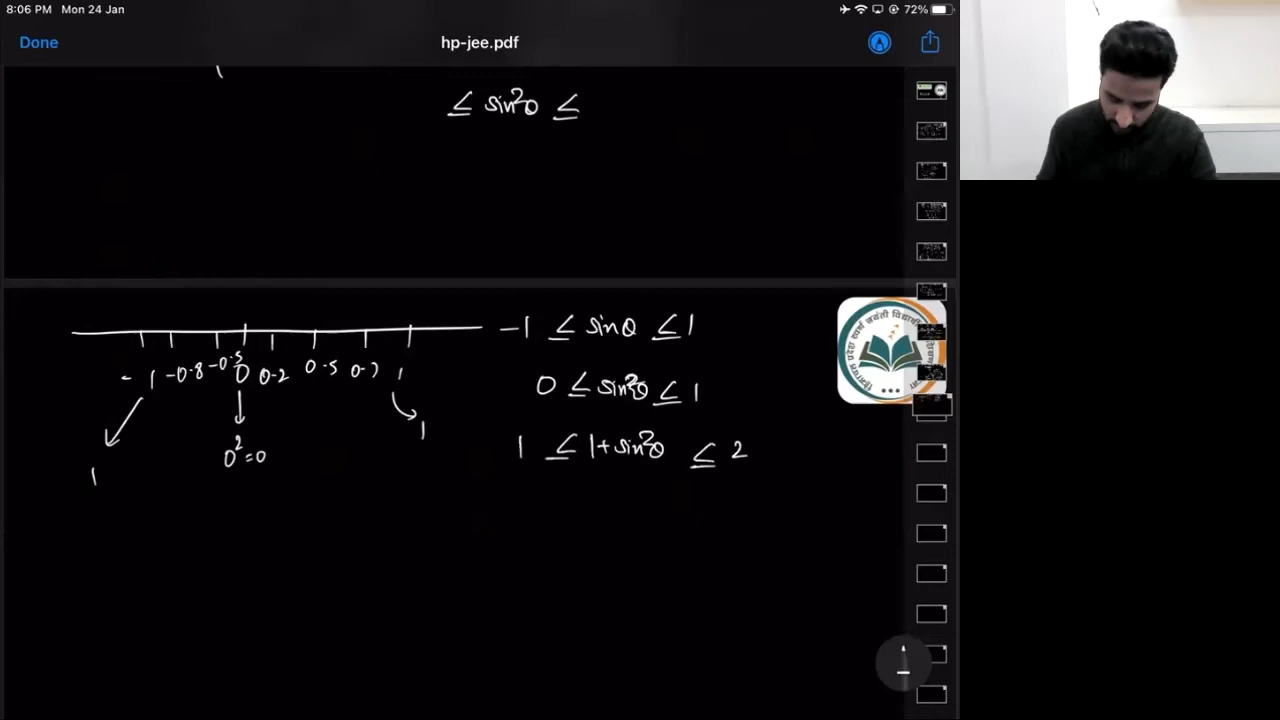 8:06 PM Mon 24 Jan
72%
Done
hp-jee.pdf
≤ sin²θ ≤
-1 -0.8 -0.5 0 0.2 0.5 0.7 1
1
0² = 0
1
-1 ≤ sinθ ≤ 1
0 ≤ sin²θ ≤ 1
1 ≤ 1+sin²θ ≤ 2